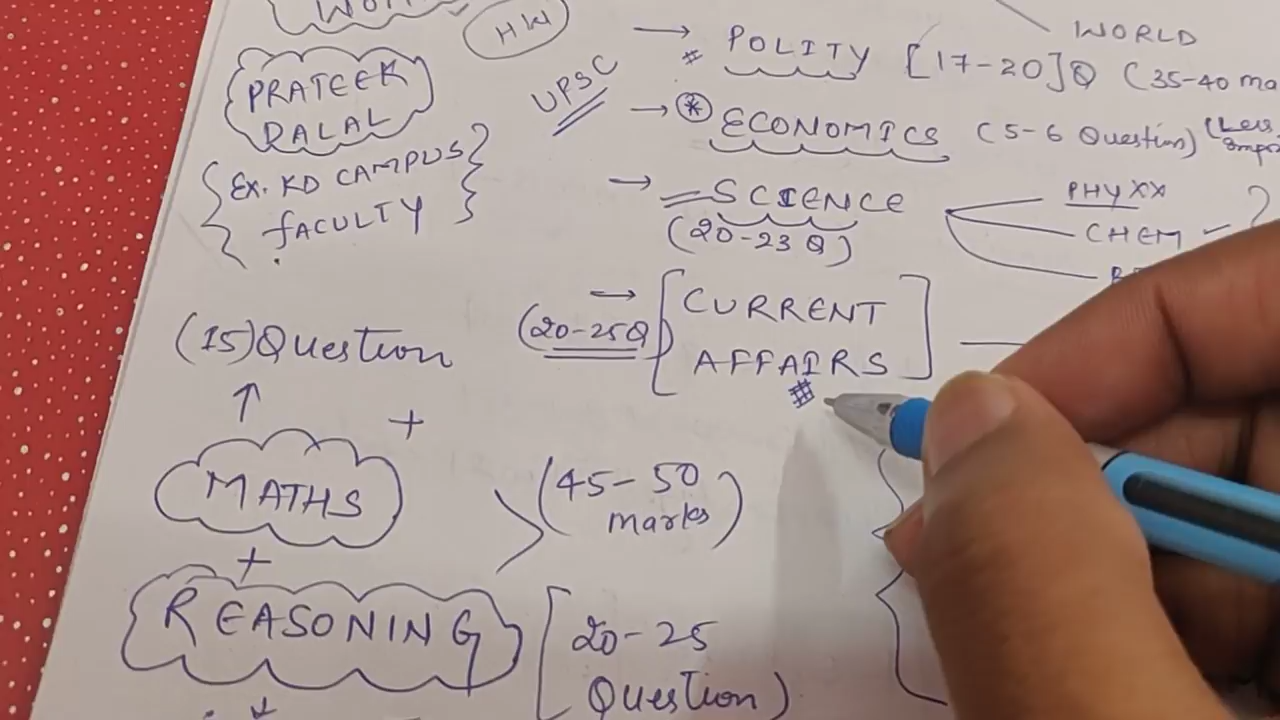 HW
WORLD
PRATEEK
DALAL
Ex. KD CAMPUS
FACULTY
UPSC
→ # POLITY [17-20]Q (35-40 ma
→ * ECONOMICS (5-6 Question) (Less
→ SCIENCE
(20-23 Q)
PHY XX
CHEM ✓
(20-25Q) → [CURRENT
AFFAIRS]
#
(15)Question
↑
+
MATHS
+
(45-50
marks)
REASONING
[20-25
Question)